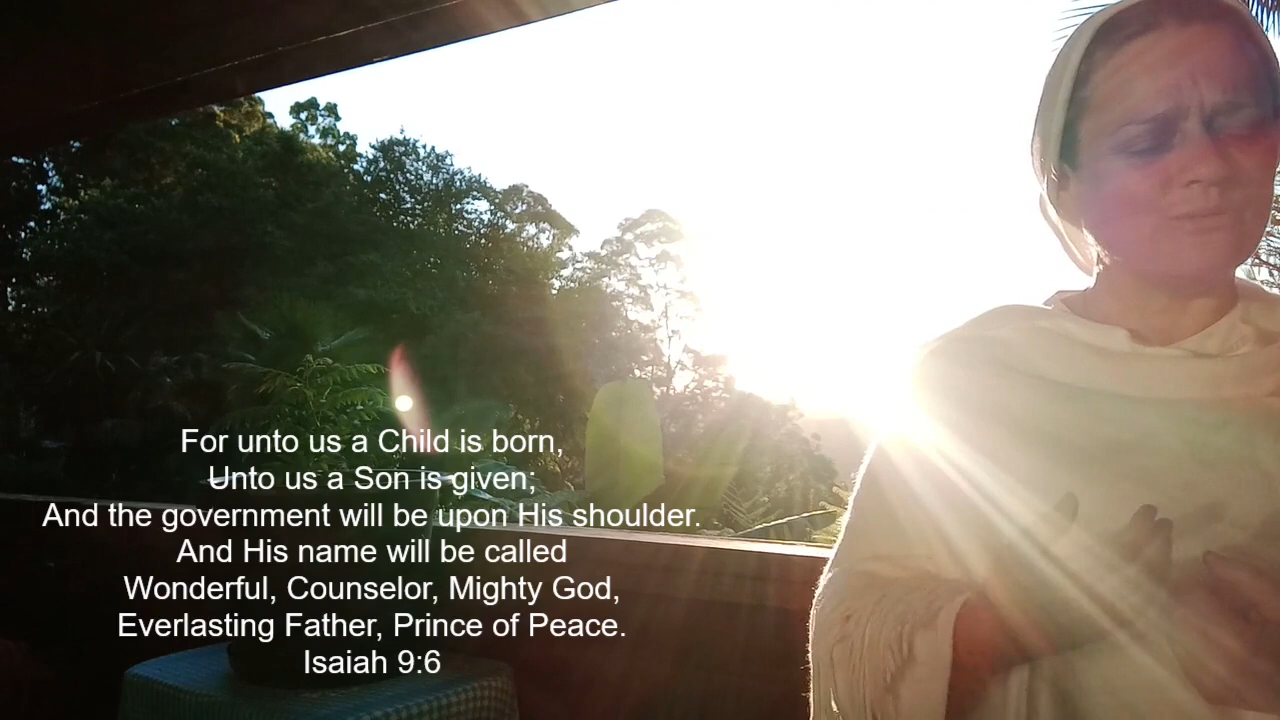 For unto us a Child is born,
Unto us a Son is given;
And the government will be upon His shoulder.
And His name will be called
Wonderful, Counselor, Mighty God,
Everlasting Father, Prince of Peace.
Isaiah 9:6